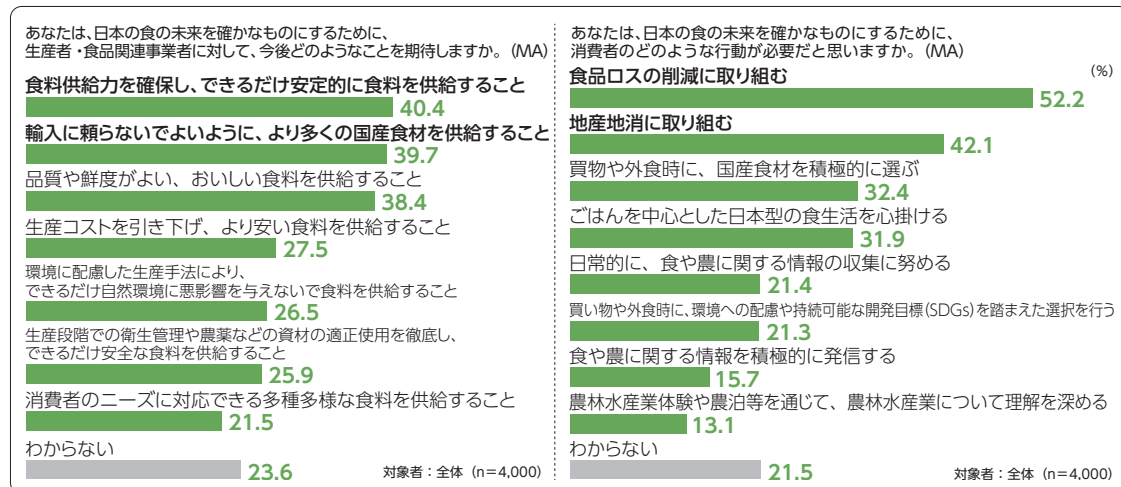 あなたは、日本の食の未来を確かなものにするために、
生産者・食品関連事業者に対して、今後どのようなことを期待しますか。(MA)
食料供給力を確保し、できるだけ安定的に食料を供給すること
40.4
輸入に頼らないでよいように、より多くの国産食材を供給すること
39.7
品質や鮮度がよい、おいしい食料を供給すること
38.4
生産コストを引き下げ、より安い食料を供給すること
27.5
環境に配慮した生産手法により、
できるだけ自然環境に悪影響を与えないで食料を供給すること
26.5
生産段階での衛生管理や農薬などの資材の適正使用を徹底し、
できるだけ安全な食料を供給すること
25.9
消費者のニーズに対応できる多種多様な食料を供給すること
21.5
わからない
23.6
対象者：全体（n＝4,000）
あなたは、日本の食の未来を確かなものにするために、
消費者のどのような行動が必要だと思いますか。(MA)
(%)
食品ロスの削減に取り組む
52.2
地産地消に取り組む
42.1
買物や外食時に、国産食材を積極的に選ぶ
32.4
ごはんを中心とした日本型の食生活を心掛ける
31.9
日常的に、食や農に関する情報の収集に努める
21.4
買い物や外食時に、環境への配慮や持続可能な開発目標(SDGs)を踏まえた選択を行う
21.3
食や農に関する情報を積極的に発信する
15.7
農林水産業体験や農泊等を通じて、農林水産業について理解を深める
13.1
わからない
21.5
対象者：全体（n＝4,000）